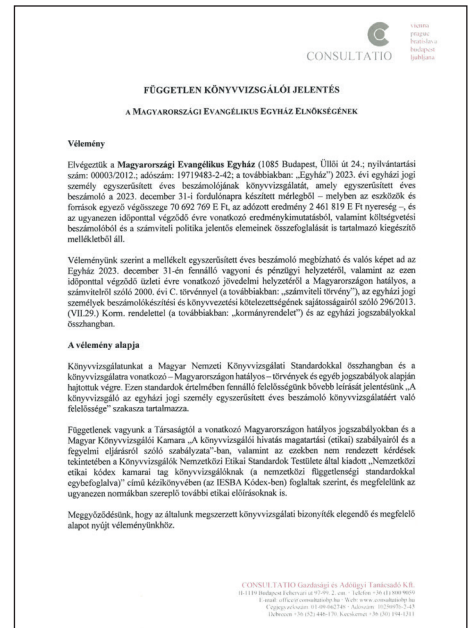 vienna
prague
bratislava
budapest
ljubljana
CONSULTATIO
FÜGGETLEN KÖNYVVIZSGÁLÓI JELENTÉS
A MAGYARORSZÁGI EVANGÉLIKUS EGYHÁZ ELNÖKSÉGÉNEK
Vélemény
Elvégeztük a Magyarországi Evangélikus Egyház (1085 Budapest, Üllői út 24.; nyilvántartási
szám: 00003/2012.; adószám: 19719483-2-42; a továbbiakban: „Egyház”) 2023. évi egyházi jogi
személy egyszerűsített éves beszámolójának könyvvizsgálatát, amely egyszerűsített éves
beszámoló a 2023. december 31-i fordulónapra készített mérlegből – melyben az eszközök és
források egyező végösszege 70 692 769 E Ft, az adózott eredmény 2 461 819 E Ft nyereség –, és
az ugyanezen időponttal végződő évre vonatkozó eredménykimutatásból, valamint költségvetési
beszámolóból és a számviteli politika jelentős elemeinek összefoglalását is tartalmazó kiegészítő
mellékletből áll.
Véleményünk szerint a mellékelt egyszerűsített éves beszámoló megbízható és valós képet ad az
Egyház 2023. december 31-én fennálló vagyoni és pénzügyi helyzetéről, valamint az ezen
időponttal végződő üzleti évre vonatkozó jövedelmi helyzetéről a Magyarországon hatályos, a
számvitelről szóló 2000. évi C. törvénnyel (a továbbiakban: „számviteli törvény”), az egyházi jogi
személyek beszámolókészítési és könyvvezetési kötelezettségének sajátosságairól szóló 296/2013.
(VII.29.) Korm. rendelettel (a továbbiakban: „kormányrendelet”) és az egyházi jogszabályokkal
összhangban.
A vélemény alapja
Könyvvizsgálatunkat a Magyar Nemzeti Könyvvizsgálati Standardokkal összhangban és a
könyvvizsgálatra vonatkozó – Magyarországon hatályos – törvények és egyéb jogszabályok alapján
hajtottuk végre. Ezen standardok értelmében fennálló felelősségünk bővebb leírását jelentésünk „A
könyvvizsgáló az egyházi jogi személy egyszerűsített éves beszámoló könyvvizsgálatáért való
felelőssége” szakasza tartalmazza.
Függetlenek vagyunk a Társaságtól a vonatkozó Magyarországon hatályos jogszabályokban és a
Magyar Könyvvizsgálói Kamara „A könyvvizsgálói hivatás magatartási (etikai) szabályairól és a
fegyelmi eljárásról szóló szabályzata”-ban, valamint az ezekben nem rendezett kérdések
tekintetében a Könyvvizsgálók Nemzetközi Etikai Standardok Testülete által kiadott „Nemzetközi
etikai kódex kamarai tag könyvvizsgálóknak (a nemzetközi függetlenségi standardokkal
egybefoglalva)” című kézikönyvében (az IESBA Kódex-ben) foglaltak szerint, és megfelelünk az
ugyanezen normákban szereplő további etikai előírásoknak is.
Meggyőződésünk, hogy az általunk megszerzett könyvvizsgálati bizonyíték elegendő és megfelelő
alapot nyújt véleményünkhöz.
CONSULTATIO Gazdasági és Adóügyi Tanácsadó Kft.